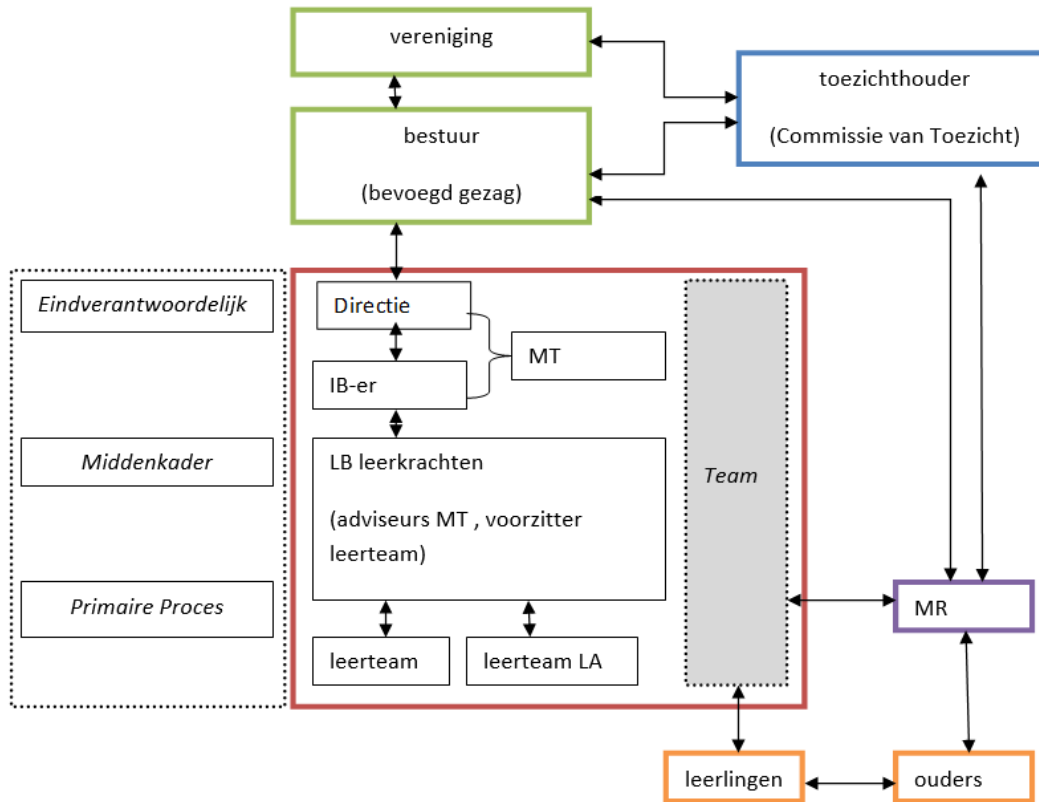 vereniging
toezichthouder
(Commissie van Toezicht)
bestuur
(bevoegd gezag)
Eindverantwoordelijk
Directie
MT
IB-er
Middenkader
LB leerkrachten
(adviseurs MT , voorzitter
leerteam)
Team
Primaire Proces
MR
leerteam
leerteam LA
leerlingen
ouders